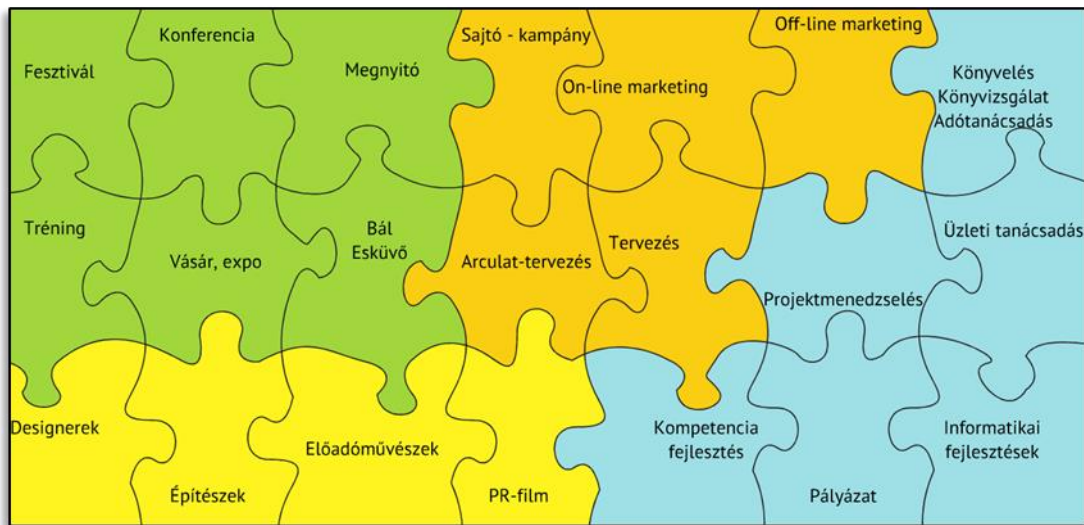 Fesztivál
Konferencia
Megnyitó
Sajtó - kampány
On-line marketing
Off-line marketing
Könyvelés
Könyvizsgálat
Adótanácsadás
Tréning
Vásár, expo
Bál
Esküvő
Arculat-tervezés
Tervezés
Projektmenedzselés
Üzleti tanácsadás
Designerek
Építészek
Előadóművészek
PR-film
Kompetencia
fejlesztés
Pályázat
Informatikai
fejlesztések